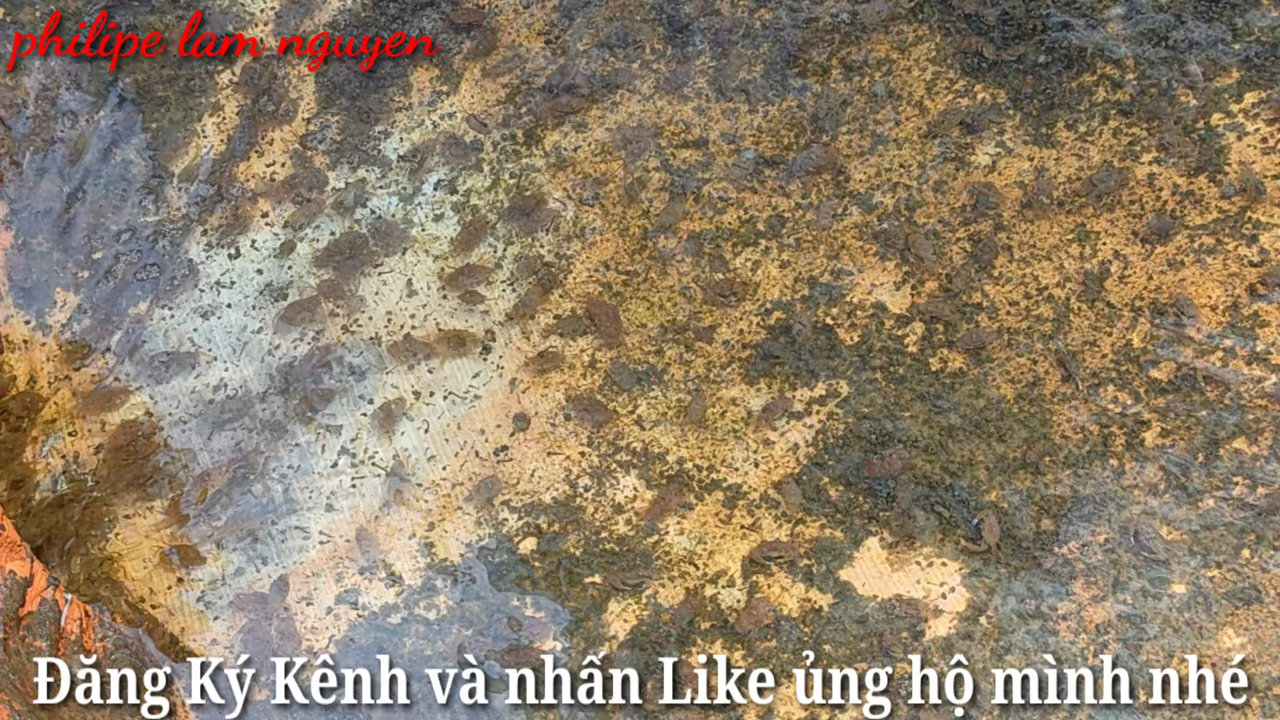 philipe lam nguyen
Đăng Ký Kênh và nhấn Like ủng hộ mình nhé